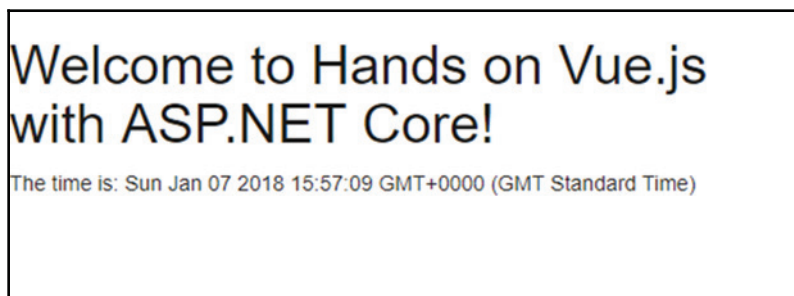 Welcome to Hands on Vue.js
with ASP.NET Core!
The time is: Sun Jan 07 2018 15:57:09 GMT+0000 (GMT Standard Time)